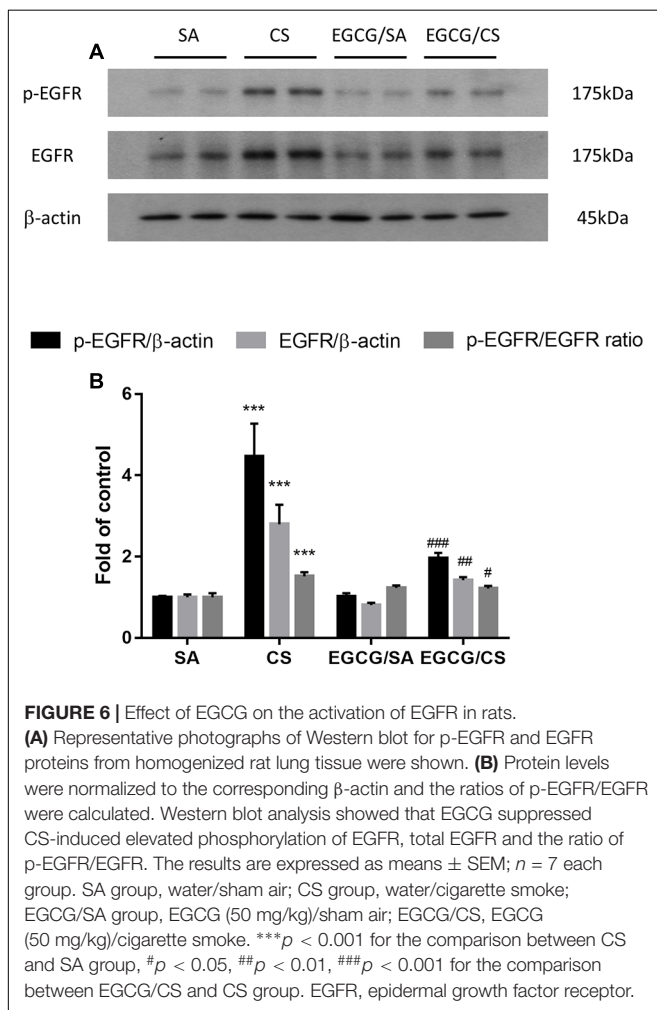 SA CS EGCG/SA EGCG/CS
A
p-EGFR 175kDa
EGFR 175kDa
β-actin 45kDa
p-EGFR/β-actin EGFR/β-actin p-EGFR/EGFR ratio
B
Fold of control
6
4
2
0
*** *** ***
### ## #
SA CS EGCG/SA EGCG/CS
FIGURE 6 | Effect of EGCG on the activation of EGFR in rats.
(A) Representative photographs of Western blot for p-EGFR and EGFR
proteins from homogenized rat lung tissue were shown. (B) Protein levels
were normalized to the corresponding β-actin and the ratios of p-EGFR/EGFR
were calculated. Western blot analysis showed that EGCG suppressed
CS-induced elevated phosphorylation of EGFR, total EGFR and the ratio of
p-EGFR/EGFR. The results are expressed as means ± SEM; n = 7 each
group. SA group, water/sham air; CS group, water/cigarette smoke;
EGCG/SA group, EGCG (50 mg/kg)/sham air; EGCG/CS, EGCG
(50 mg/kg)/cigarette smoke. ***p < 0.001 for the comparison between CS
and SA group, #p < 0.05, ##p < 0.01, ###p < 0.001 for the comparison
between EGCG/CS and CS group. EGFR, epidermal growth factor receptor.